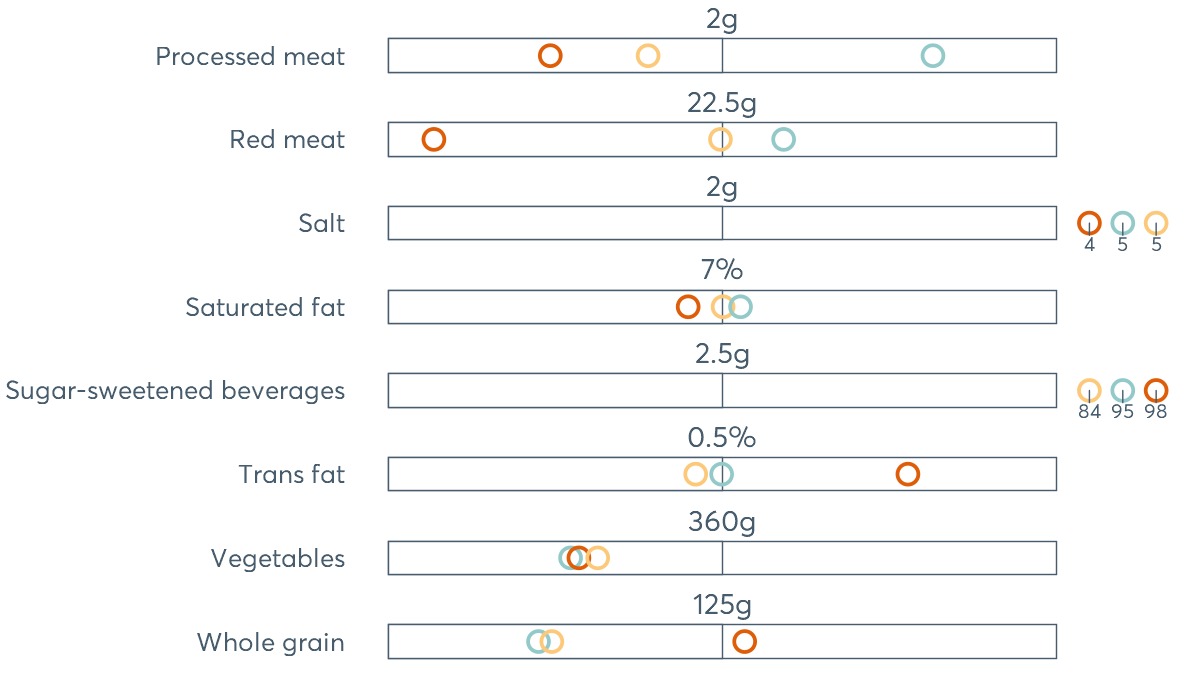 2g
Processed meat
22.5g
Red meat
2g
Salt
4 5 5
7%
Saturated fat
2.5g
Sugar-sweetened beverages
84 95 98
0.5%
Trans fat
360g
Vegetables
125g
Whole grain